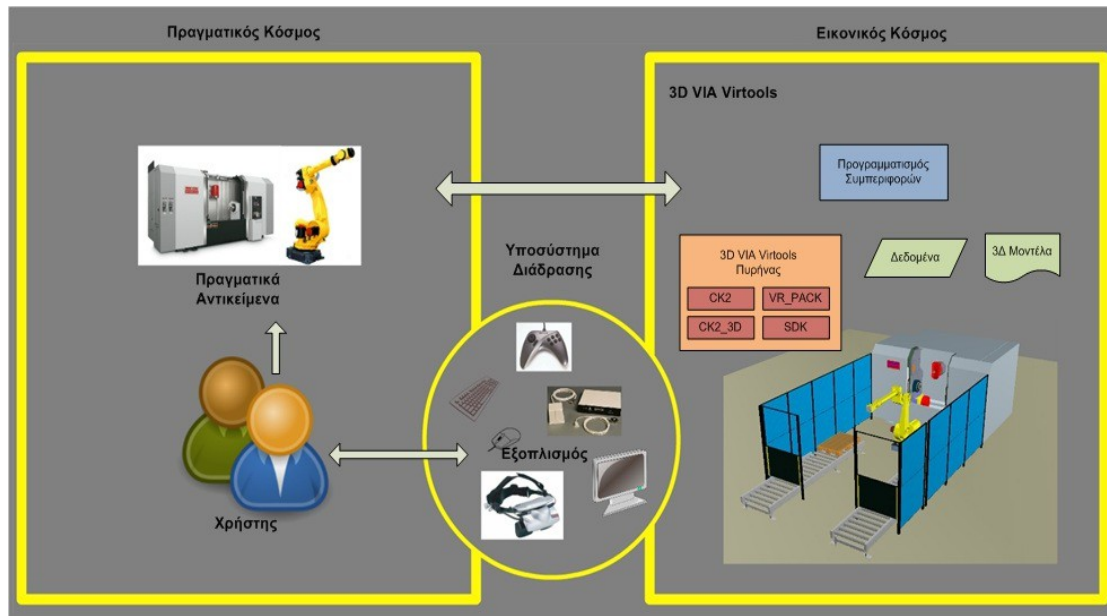 Πραγματικός Κόσμος
Εικονικός Κόσμος
3D VIA Virtools
Προγραμματισμός
Συμπεριφορών
Υποσύστημα
Διάδρασης
3D VIA Virtools
Πυρήνας
CK2
VR_PACK
CK2_3D
SDK
Δεδομένα
3Δ Μοντέλα
Πραγματικά
Αντικείμενα
Εξοπλισμός
Χρήστης